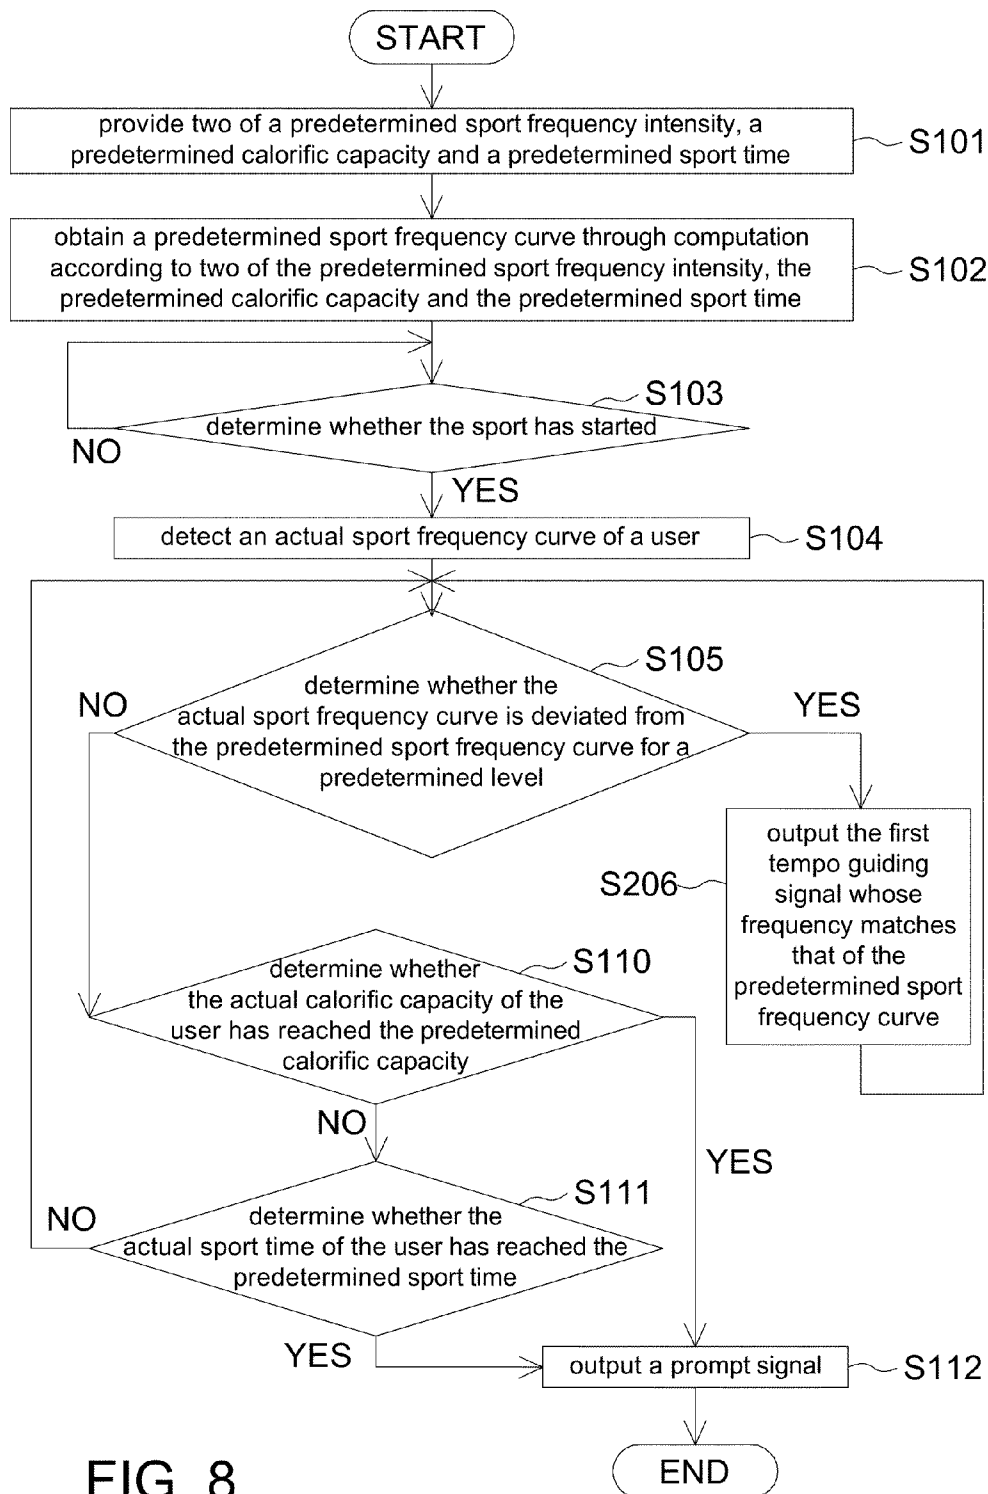 START
provide two of a predetermined sport frequency intensity, a
predetermined calorific capacity and a predetermined sport time
S101
obtain a predetermined sport frequency curve through computation
according to two of the predetermined sport frequency intensity, the
predetermined calorific capacity and the predetermined sport time
S102
S103
determine whether the sport has started
NO
YES
detect an actual sport frequency curve of a user
S104
S105
NO
YES
determine whether the
actual sport frequency curve is deviated from
the predetermined sport frequency curve for a
predetermined level
S206
output the first
tempo guiding
signal whose
frequency matches
that of the
predetermined sport
frequency curve
S110
determine whether
the actual calorific capacity of the
user has reached the predetermined
calorific capacity
NO
YES
S111
NO
determine whether the
actual sport time of the user has reached the
predetermined sport time
YES
output a prompt signal
S112
END
FIG. 8